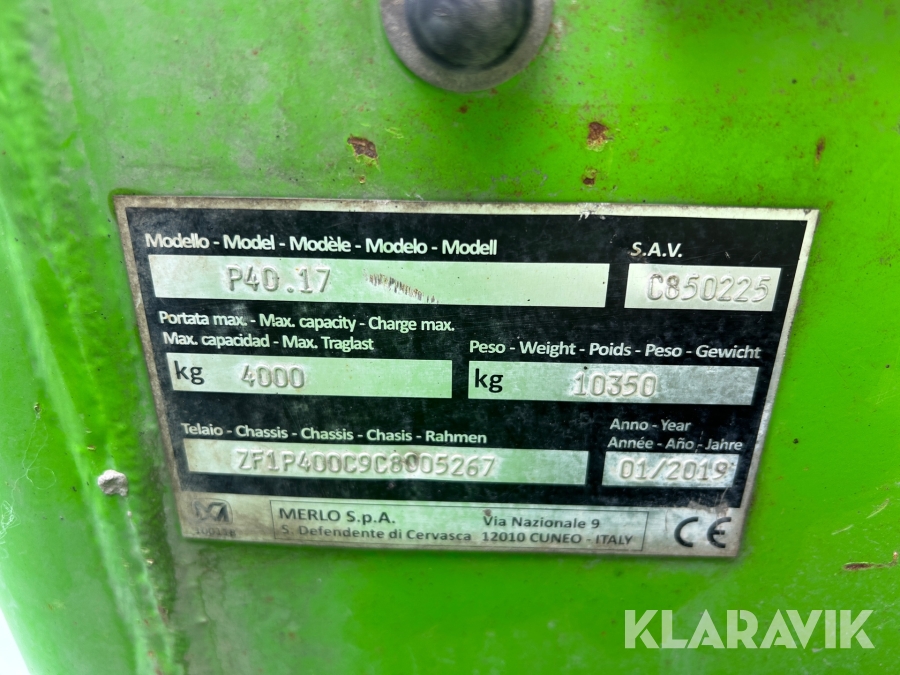 Modello - Model - Modèle - Modelo - Modell
S.A.V.
P40.17
C850225
Portata max. - Max. capacity - Charge max.
Max. capacidad - Max. Traglast
Peso - Weight - Poids - Peso - Gewicht
kg 4000
kg 10350
Telaio - Chassis - Chassis - Chasis - Rahmen
Anno - Year
Année - Año - Jahre
ZF1P400C9C8005267
01/2019
MERLO S.p.A.
Via Nazionale 9
S. Defendente di Cervasca 12010 CUNEO - ITALY
CE
KLARAVIK